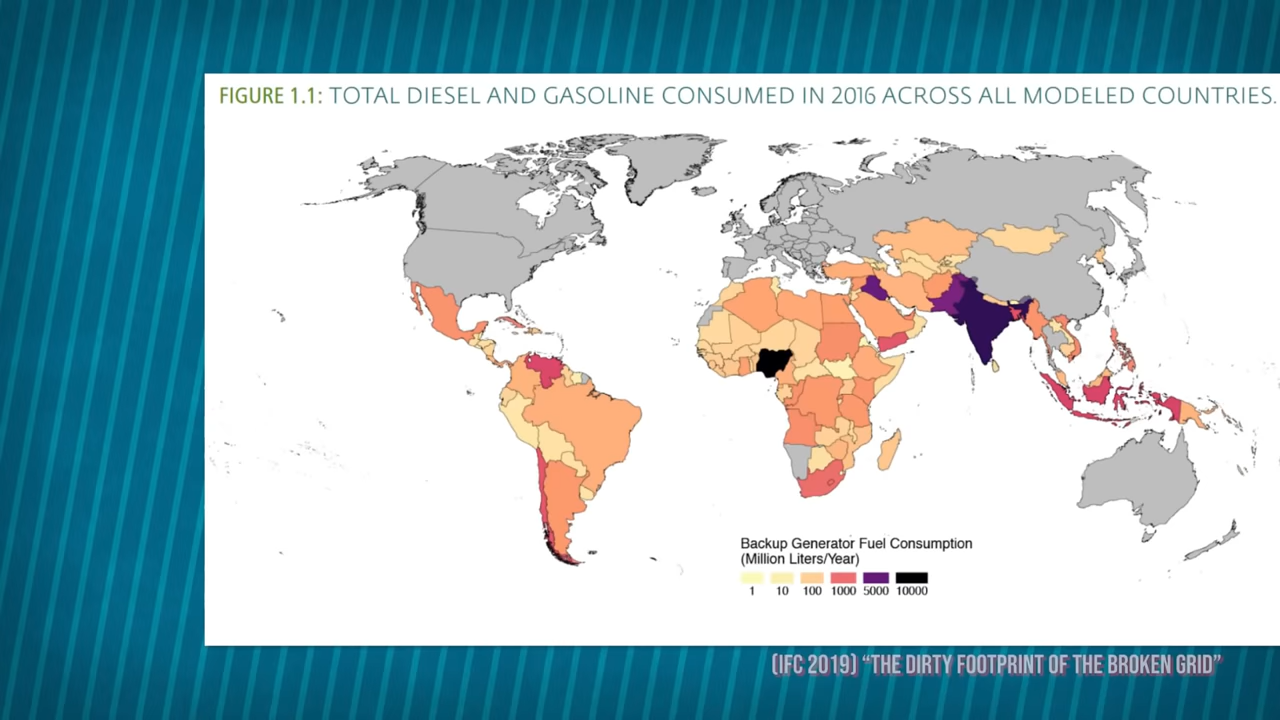 FIGURE 1.1: TOTAL DIESEL AND GASOLINE CONSUMED IN 2016 ACROSS ALL MODELED COUNTRIES.
Backup Generator Fuel Consumption
(Million Liters/Year)
1 10 100 1000 5000 10000
(IFC 2019) “THE DIRTY FOOTPRINT OF THE BROKEN GRID”